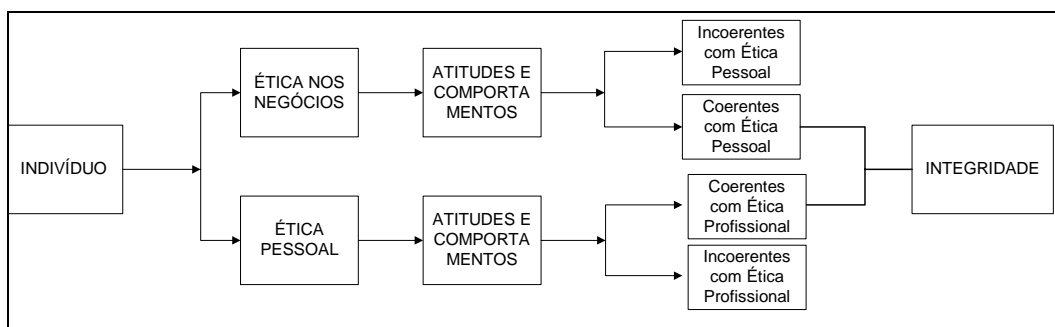 INDIVÍDUO
ÉTICA NOS
NEGÓCIOS
ATITUDES E
COMPORTA
MENTOS
Incoerentes
com Ética
Pessoal
Coerentes
com Ética
Pessoal
ÉTICA
PESSOAL
ATITUDES E
COMPORTA
MENTOS
Coerentes
com Ética
Profissional
Incoerentes
com Ética
Profissional
INTEGRIDADE